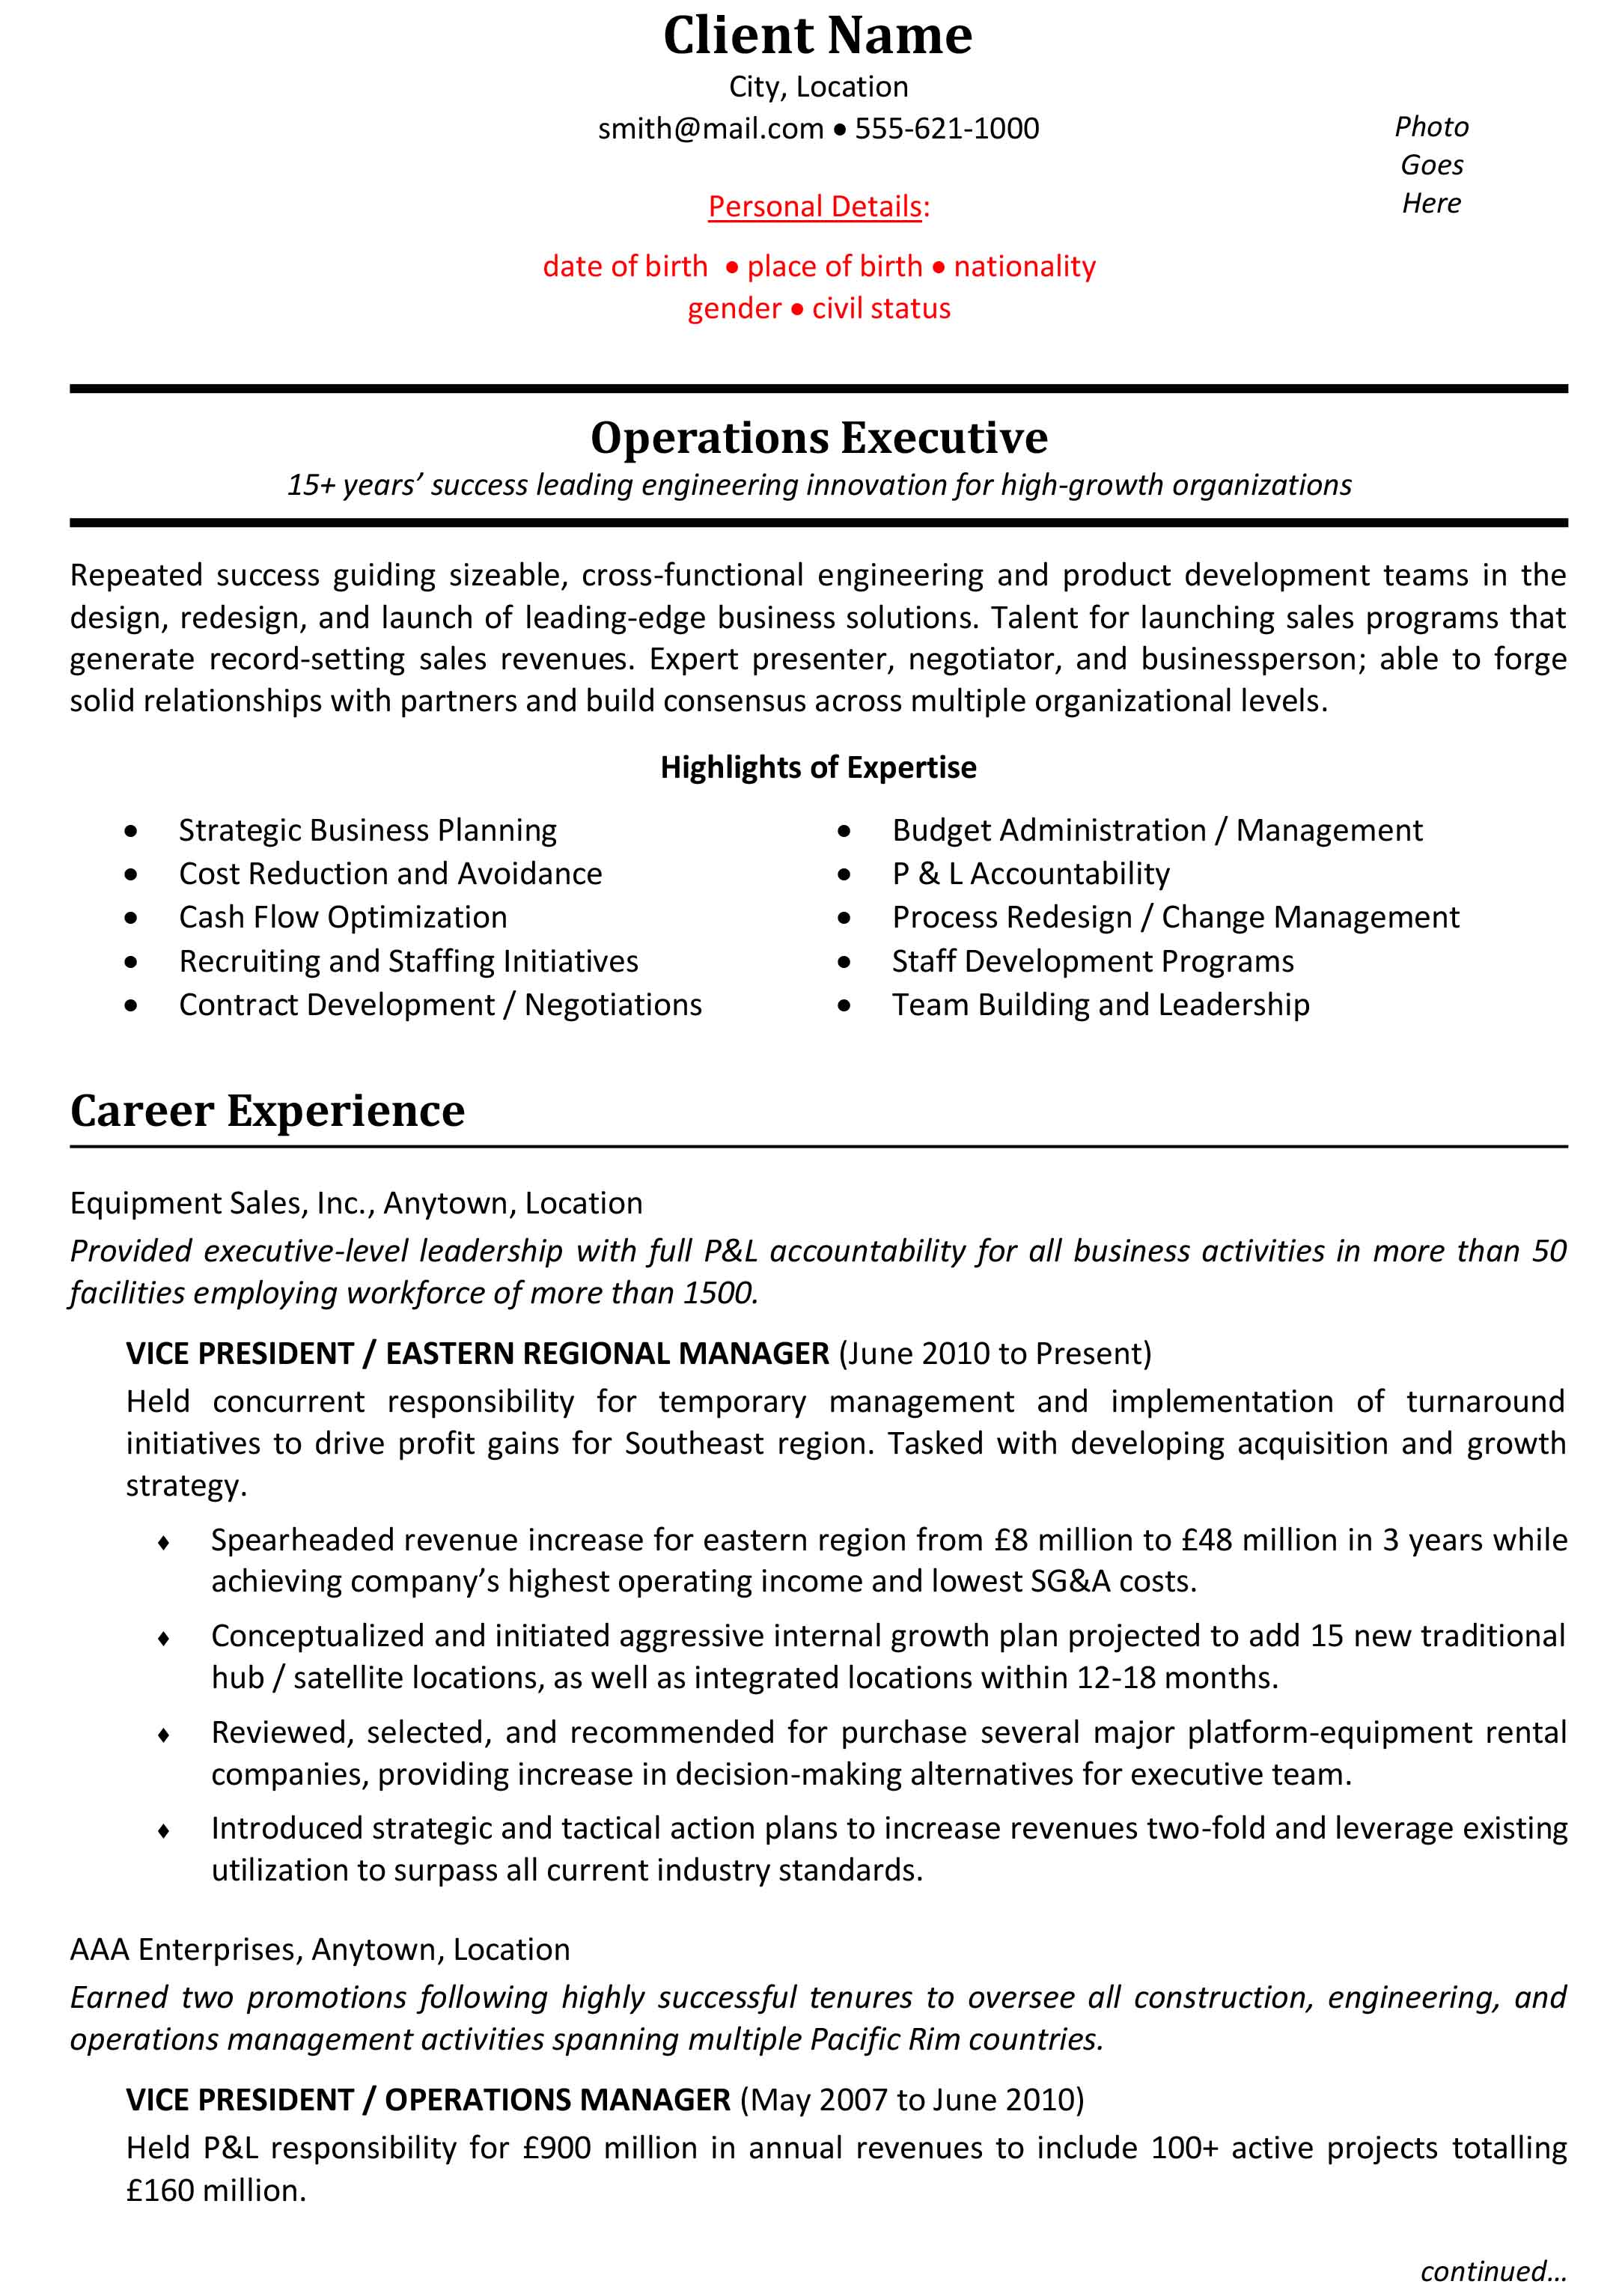 Client Name
City, Location
smith@mail.com • 555-621-1000
Photo
Goes
Here
Personal Details:
date of birth • place of birth • nationality
gender • civil status
Operations Executive
15+ years’ success leading engineering innovation for high-growth organizations
Repeated success guiding sizeable, cross-functional engineering and product development teams in the
design, redesign, and launch of leading-edge business solutions. Talent for launching sales programs that
generate record-setting sales revenues. Expert presenter, negotiator, and businessperson; able to forge
solid relationships with partners and build consensus across multiple organizational levels.
Highlights of Expertise
• Strategic Business Planning
• Cost Reduction and Avoidance
• Cash Flow Optimization
• Recruiting and Staffing Initiatives
• Contract Development / Negotiations
• Budget Administration / Management
• P & L Accountability
• Process Redesign / Change Management
• Staff Development Programs
• Team Building and Leadership
Career Experience
Equipment Sales, Inc., Anytown, Location
Provided executive-level leadership with full P&L accountability for all business activities in more than 50
facilities employing workforce of more than 1500.
VICE PRESIDENT / EASTERN REGIONAL MANAGER (June 2010 to Present)
Held concurrent responsibility for temporary management and implementation of turnaround
initiatives to drive profit gains for Southeast region. Tasked with developing acquisition and growth
strategy.
♦ Spearheaded revenue increase for eastern region from £8 million to £48 million in 3 years while
achieving company’s highest operating income and lowest SG&A costs.
♦ Conceptualized and initiated aggressive internal growth plan projected to add 15 new traditional
hub / satellite locations, as well as integrated locations within 12-18 months.
♦ Reviewed, selected, and recommended for purchase several major platform-equipment rental
companies, providing increase in decision-making alternatives for executive team.
♦ Introduced strategic and tactical action plans to increase revenues two-fold and leverage existing
utilization to surpass all current industry standards.
AAA Enterprises, Anytown, Location
Earned two promotions following highly successful tenures to oversee all construction, engineering, and
operations management activities spanning multiple Pacific Rim countries.
VICE PRESIDENT / OPERATIONS MANAGER (May 2007 to June 2010)
Held P&L responsibility for £900 million in annual revenues to include 100+ active projects totalling
£160 million.
continued…